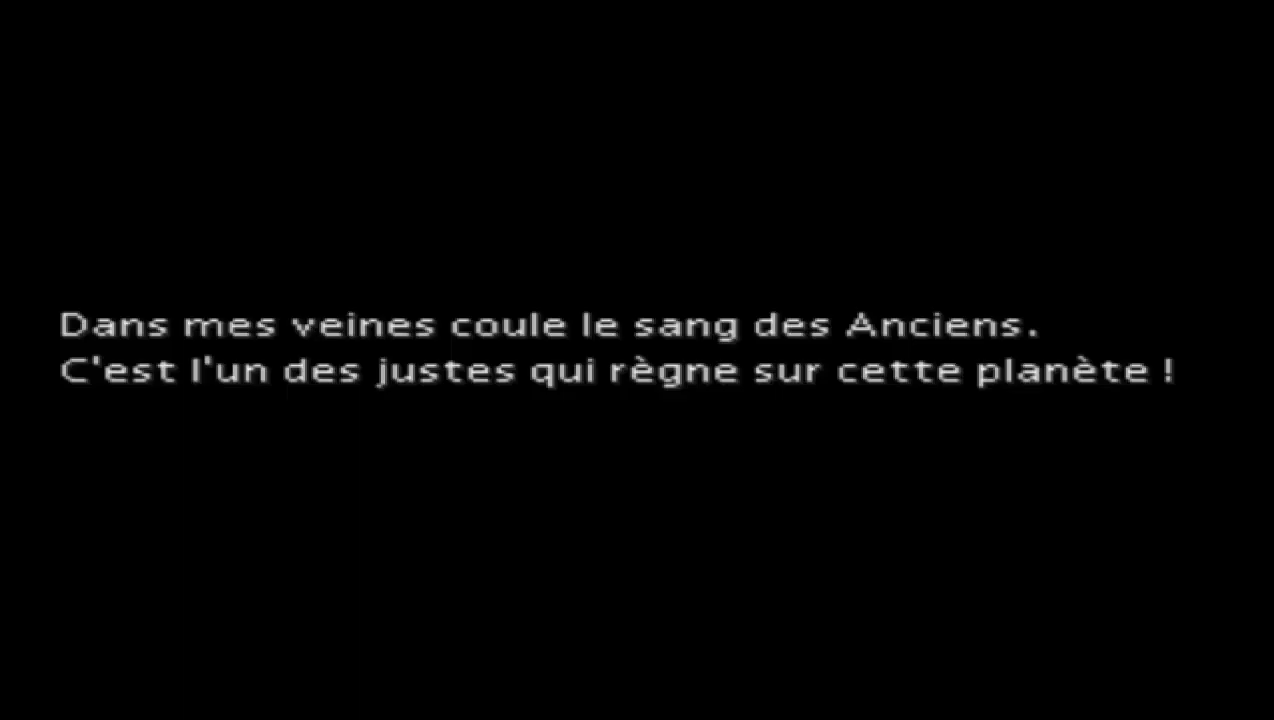 Dans mes veines coule le sang des Anciens.
C'est l'un des justes qui règne sur cette planète !